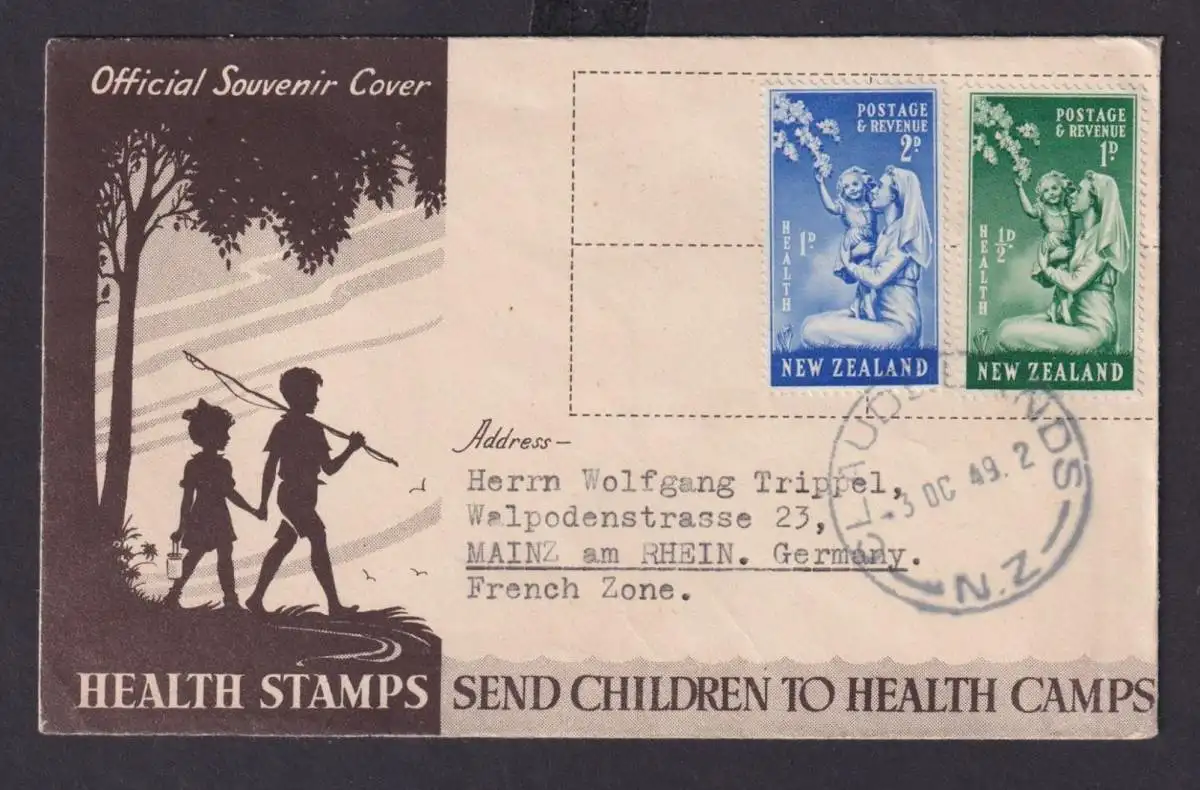 Official Souvenir Cover
POSTAGE
& REVENUE
2D
HEALTH
1D
NEW ZEALAND
POSTAGE
& REVENUE
1D
HEALTH
½D
NEW ZEALAND
CLAUDELANDS
-3 OC 49. 2
N.Z
Address—
Herrn Wolfgang Trippel,
Walpodenstrasse 23,
MAINZ am RHEIN. Germany.
French Zone.
HEALTH STAMPS SEND CHILDREN TO HEALTH CAMPS